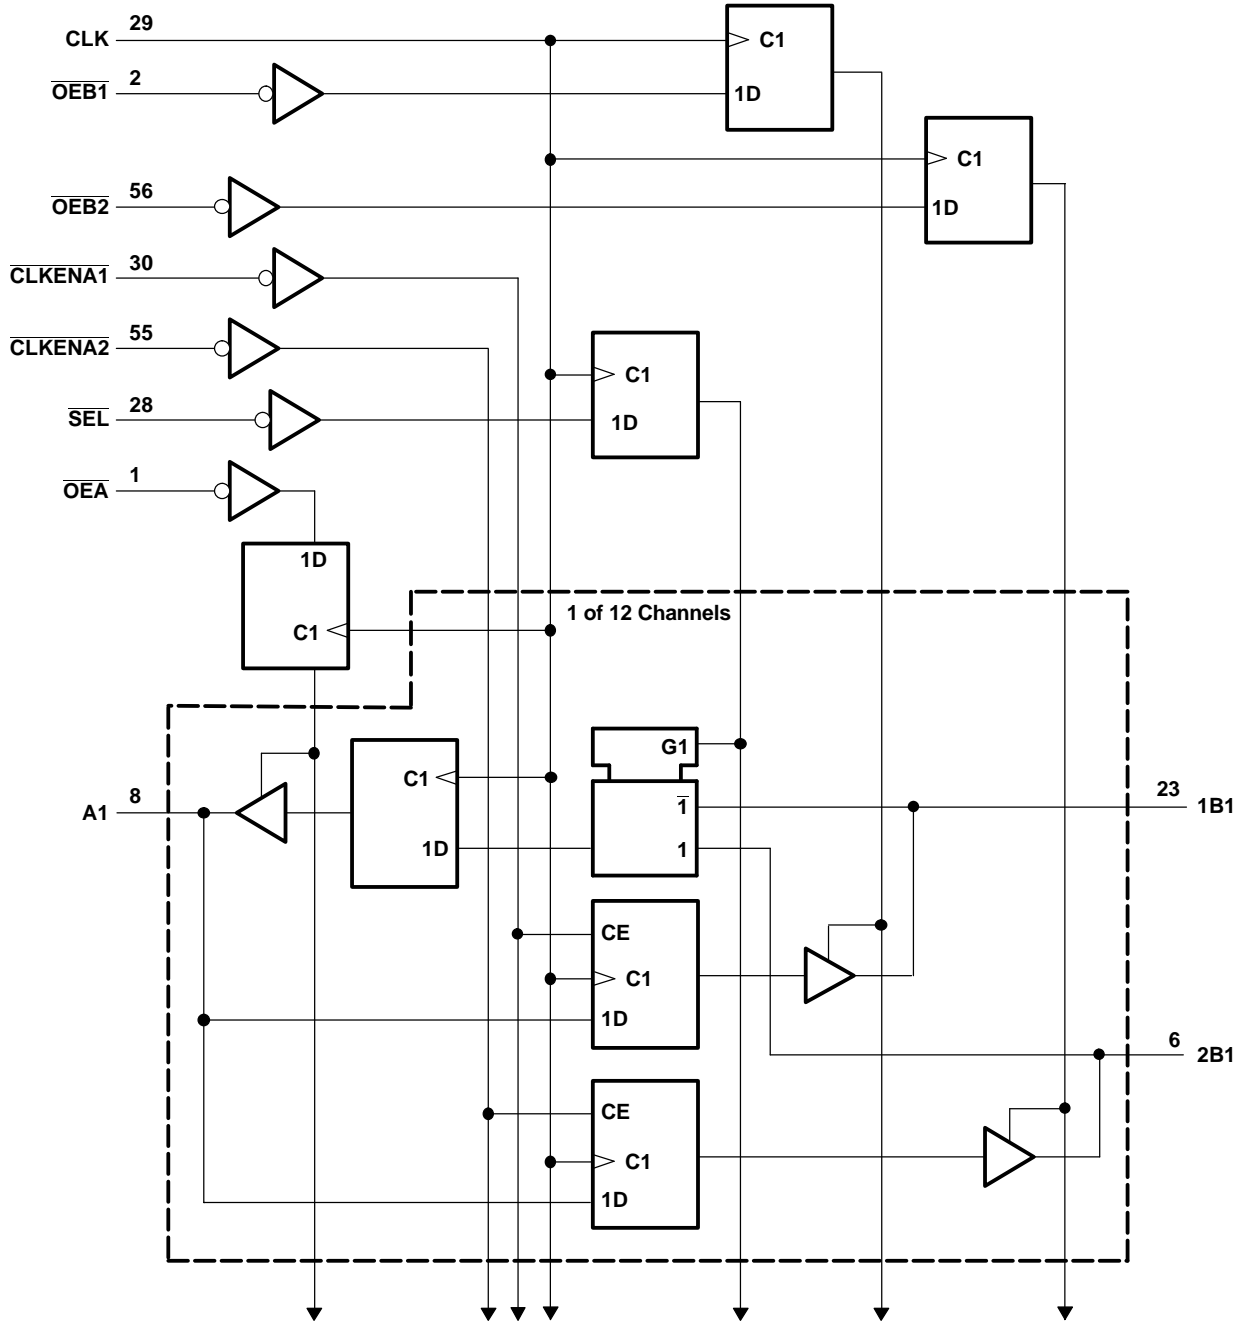 CLK 29 C1
OEB1 2 1D
C1
OEB2 56 1D
CLKENA1 30
CLKENA2 55
C1
SEL 28 1D
OEA 1
1D
1 of 12 Channels
C1
G1
C1
A1 8 1 23 1B1
1D 1
CE
C1
1D
6 2B1
CE
C1
1D